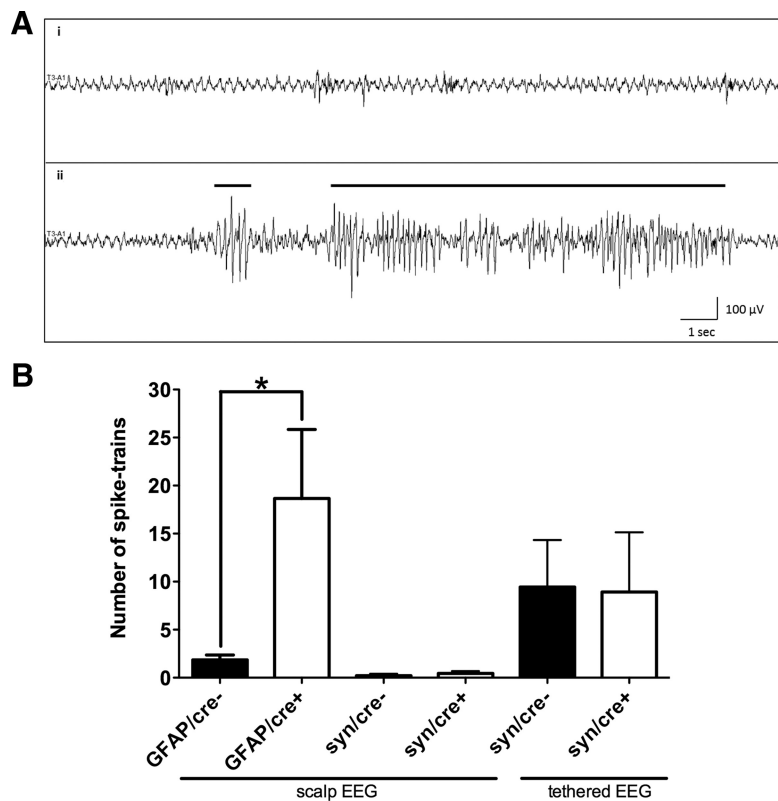 A
i
T3-A1
ii
T3-A1
100 µV
1 sec
B
*
Number of spike-trains
30
25
20
15
10
5
0
GFAP/cre-
GFAP/cre+
syn/cre-
syn/cre+
syn/cre-
syn/cre+
scalp EEG
tethered EEG